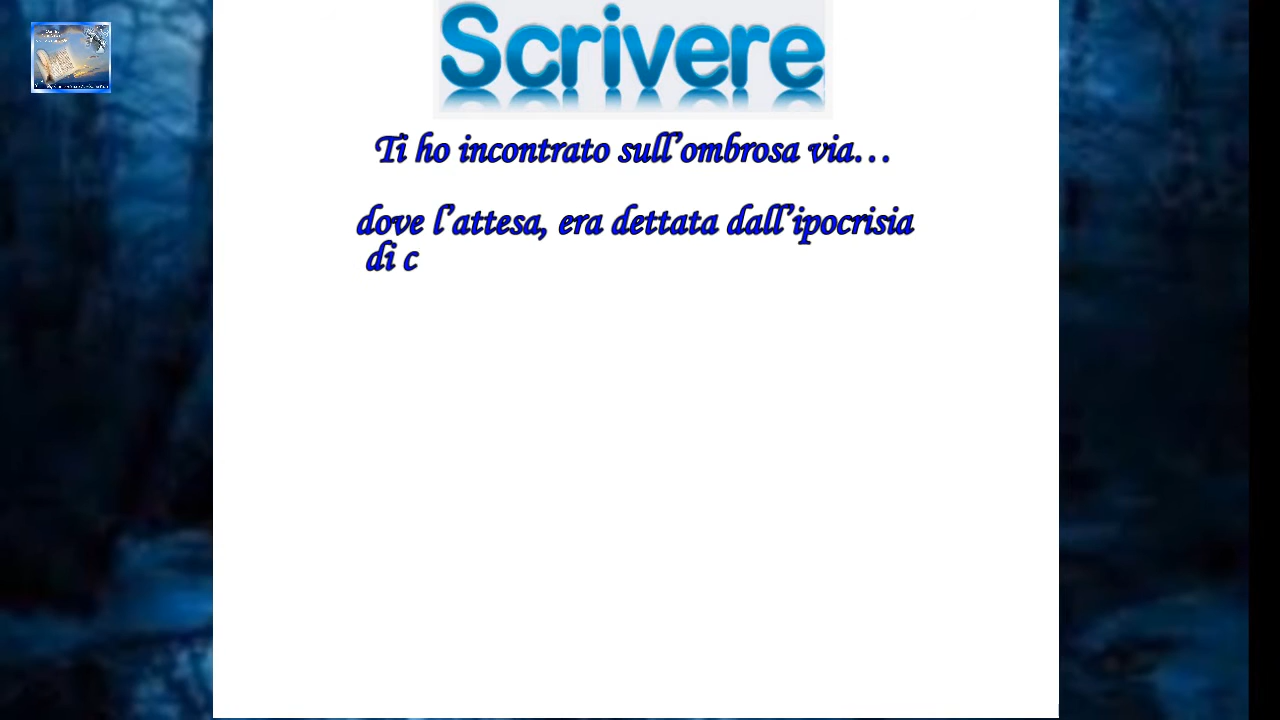 Scrivere
Ti ho incontrato sull’ombrosa via…
dove l’attesa, era dettata dall’ipocrisia
di c